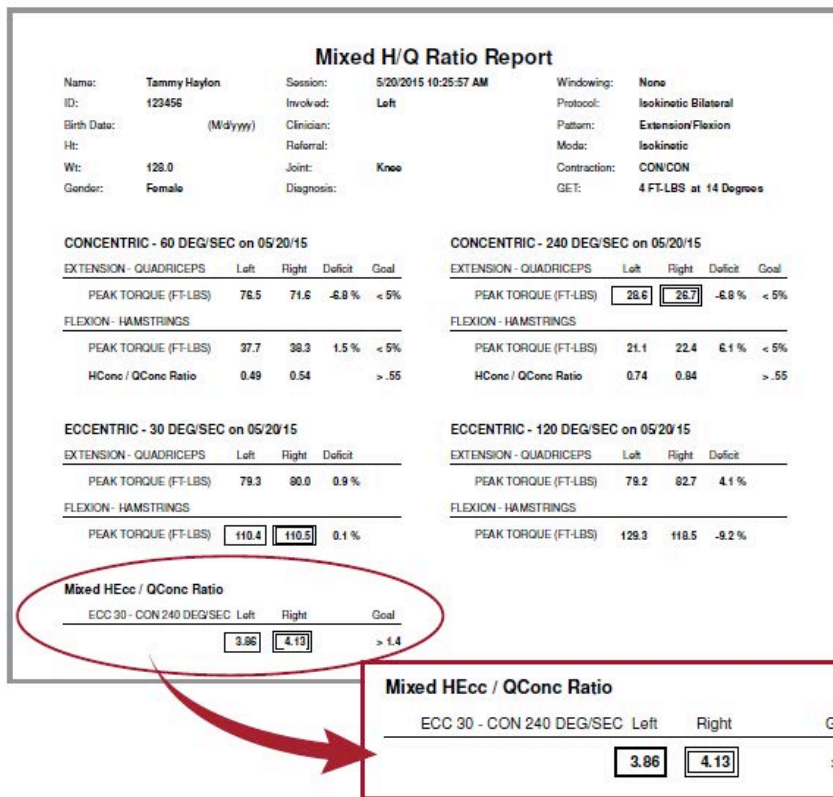 Mixed H/Q Ratio Report
Name: Tammy Haylon Session: 5/20/2015 10:25:57 AM Windowing: None
ID: 123456 Involved: Left Protocol: Isokinetic Bilateral
Birth Date: (M/d/yyyy) Clinician: Pattern: Extension/Flexion
Ht: Referral: Mode: Isokinetic
Wt: 128.0 Joint: Knee Contraction: CON/CON
Gender: Female Diagnosis: GET: 4 FT-LBS at 14 Degrees
CONCENTRIC - 60 DEG/SEC on 05/20/15
EXTENSION - QUADRICEPS Left Right Deficit Goal
PEAK TORQUE (FT-LBS) 76.5 71.6 -6.8 % < 5%
FLEXION - HAMSTRINGS
PEAK TORQUE (FT-LBS) 37.7 38.3 1.5 % < 5%
HConc / QConc Ratio 0.49 0.54 > .55
CONCENTRIC - 240 DEG/SEC on 05/20/15
EXTENSION - QUADRICEPS Left Right Deficit Goal
PEAK TORQUE (FT-LBS) 28.6 26.7 -6.8 % < 5%
FLEXION - HAMSTRINGS
PEAK TORQUE (FT-LBS) 21.1 22.4 6.1 % < 5%
HConc / QConc Ratio 0.74 0.84 > .55
ECCENTRIC - 30 DEG/SEC on 05/20/15
EXTENSION - QUADRICEPS Left Right Deficit
PEAK TORQUE (FT-LBS) 79.3 80.0 0.9 %
FLEXION - HAMSTRINGS
PEAK TORQUE (FT-LBS) 110.4 110.5 0.1 %
ECCENTRIC - 120 DEG/SEC on 05/20/15
EXTENSION - QUADRICEPS Left Right Deficit
PEAK TORQUE (FT-LBS) 79.2 82.7 4.1 %
FLEXION - HAMSTRINGS
PEAK TORQUE (FT-LBS) 129.3 118.5 -9.2 %
Mixed HEcc / QConc Ratio
ECC 30 - CON 240 DEG/SEC Left Right Goal
3.86 4.13 > 1.4
Mixed HEcc / QConc Ratio
ECC 30 - CON 240 DEG/SEC Left Right
3.86 4.13